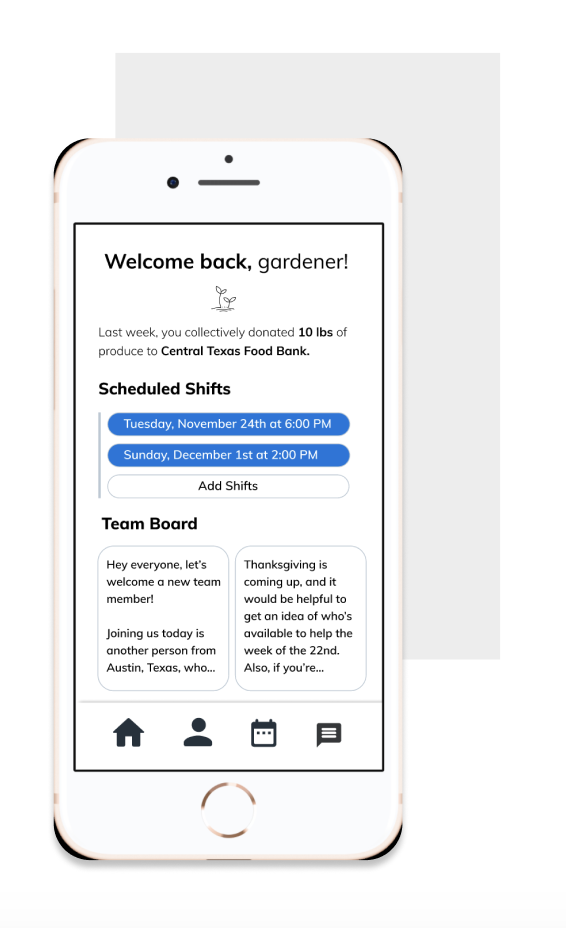 Welcome back, gardener!
Last week, you collectively donated 10 lbs of
produce to Central Texas Food Bank.
Scheduled Shifts
Tuesday, November 24th at 6:00 PM
Sunday, December 1st at 2:00 PM
Add Shifts
Team Board
Hey everyone, let’s
welcome a new team
member!
Joining us today is
another person from
Austin, Texas, who...
Thanksgiving is
coming up, and it
would be helpful to
get an idea of who’s
available to help the
week of the 22nd.
Also, if you’re...